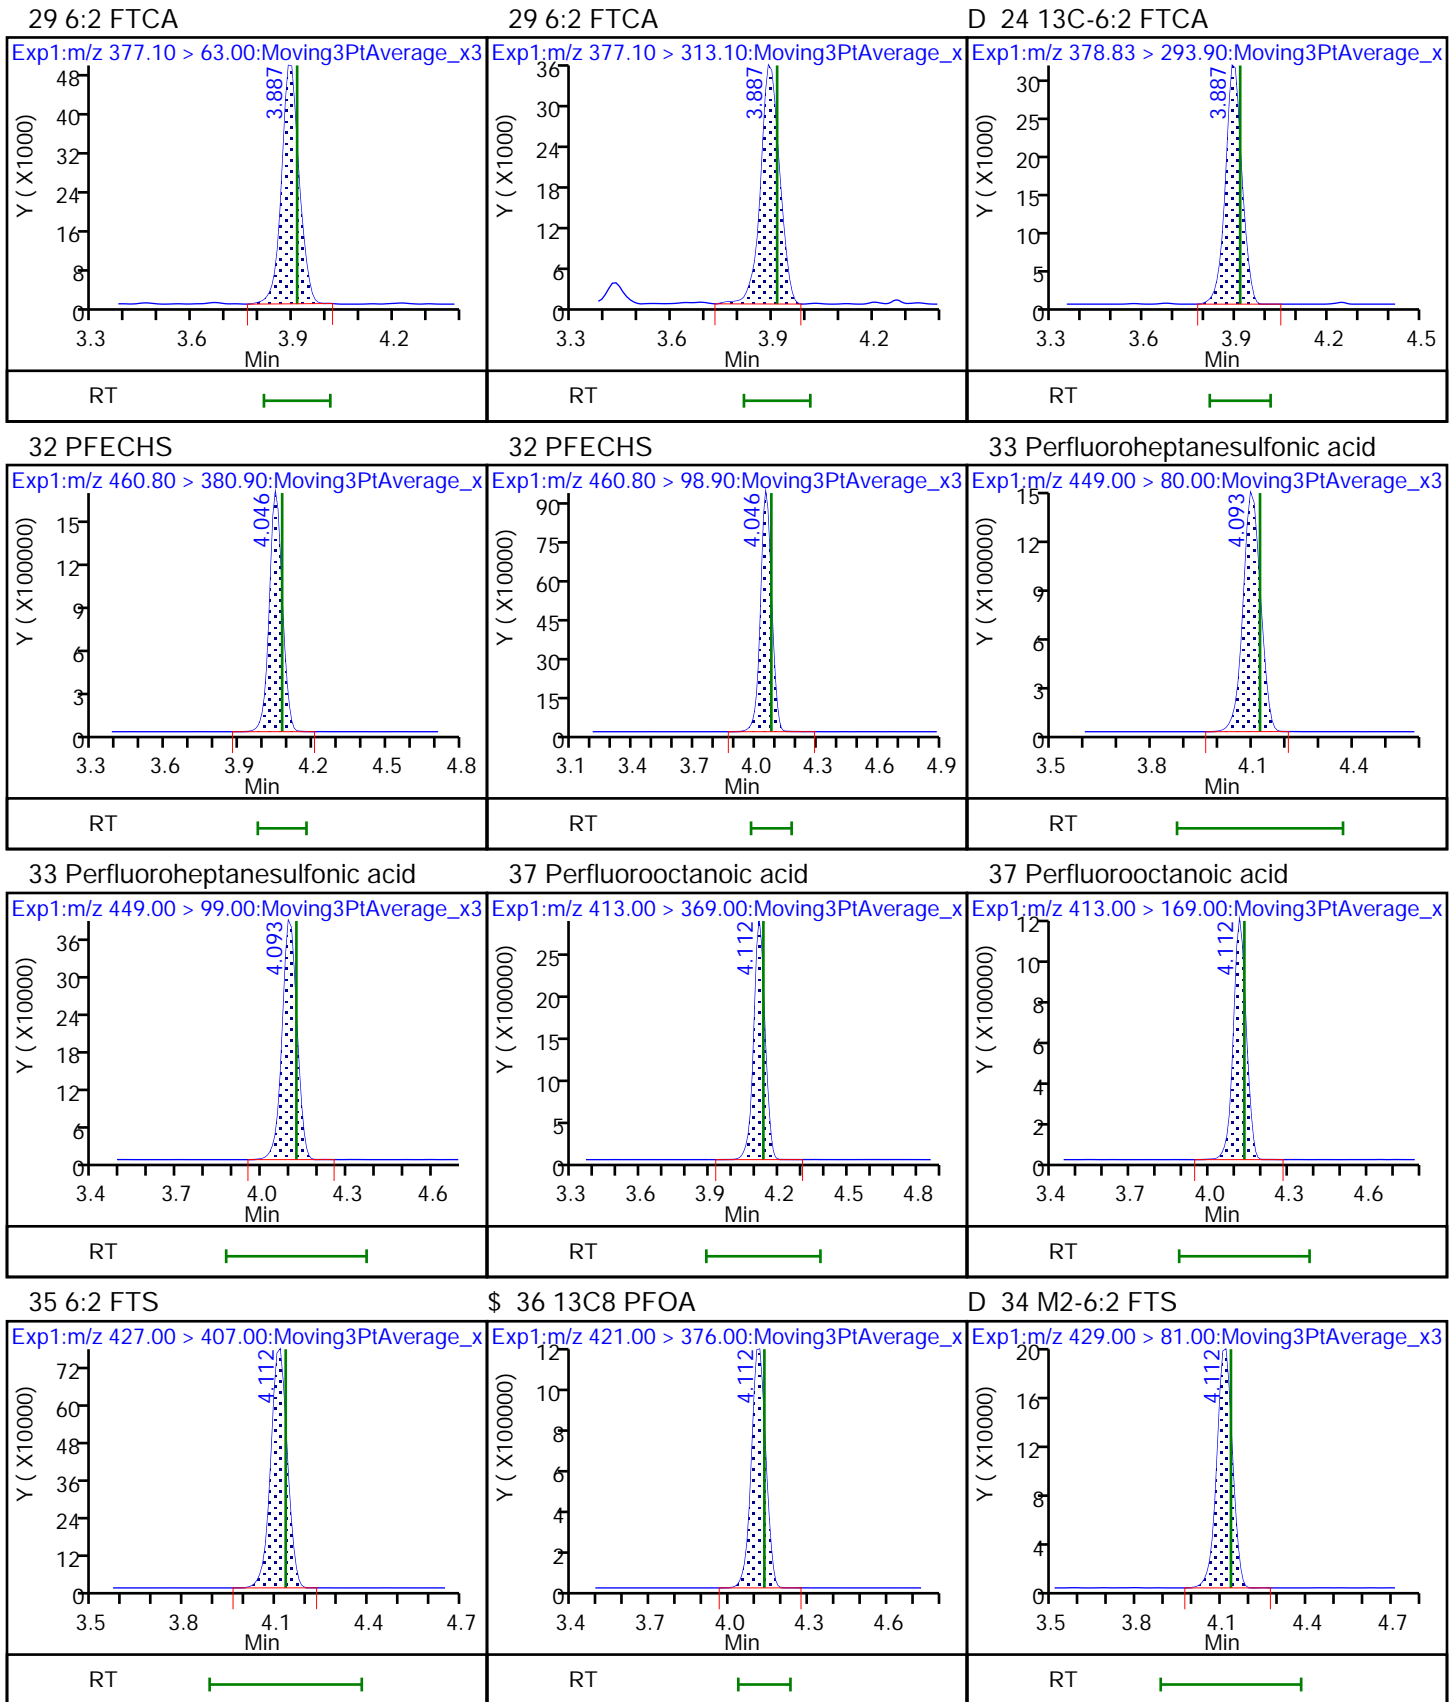 29 6:2 FTCA
Exp1:m/z 377.10 > 63.00:Moving3PtAverage_x3
Y ( X1000)
48
40
32
24
16
8
0
3.887
3.3 3.6 3.9 4.2
Min
RT
29 6:2 FTCA
Exp1:m/z 377.10 > 313.10:Moving3PtAverage_x
Y ( X1000)
36
30
24
18
12
6
0
3.887
3.3 3.6 3.9 4.2
Min
RT
D 24 13C-6:2 FTCA
Exp1:m/z 378.83 > 293.90:Moving3PtAverage_x
Y ( X1000)
30
25
20
15
10
5
0
3.887
3.3 3.6 3.9 4.2 4.5
Min
RT
32 PFECHS
Exp1:m/z 460.80 > 380.90:Moving3PtAverage_x
Y ( X100000)
15
12
9
6
3
0
4.046
3.3 3.6 3.9 4.2 4.5 4.8
Min
RT
32 PFECHS
Exp1:m/z 460.80 > 98.90:Moving3PtAverage_x3
Y ( X10000)
90
75
60
45
30
15
0
4.046
3.1 3.4 3.7 4.0 4.3 4.6 4.9
Min
RT
33 Perfluoroheptanesulfonic acid
Exp1:m/z 449.00 > 80.00:Moving3PtAverage_x3
Y ( X100000)
15
12
9
6
3
0
4.093
3.5 3.8 4.1 4.4
Min
RT
33 Perfluoroheptanesulfonic acid
Exp1:m/z 449.00 > 99.00:Moving3PtAverage_x3
Y ( X10000)
36
30
24
18
12
6
0
4.093
3.4 3.7 4.0 4.3 4.6
Min
RT
37 Perfluorooctanoic acid
Exp1:m/z 413.00 > 369.00:Moving3PtAverage_x
Y ( X100000)
25
20
15
10
5
0
4.112
3.3 3.6 3.9 4.2 4.5 4.8
Min
RT
37 Perfluorooctanoic acid
Exp1:m/z 413.00 > 169.00:Moving3PtAverage_x
Y ( X100000)
12
10
8
6
4
2
0
4.112
3.4 3.7 4.0 4.3 4.6
Min
RT
35 6:2 FTS
Exp1:m/z 427.00 > 407.00:Moving3PtAverage_x
Y ( X10000)
72
60
48
36
24
12
0
4.112
3.5 3.8 4.1 4.4 4.7
Min
RT
$ 36 13C8 PFOA
Exp1:m/z 421.00 > 376.00:Moving3PtAverage_x
Y ( X100000)
12
10
8
6
4
2
0
4.112
3.4 3.7 4.0 4.3 4.6
Min
RT
D 34 M2-6:2 FTS
Exp1:m/z 429.00 > 81.00:Moving3PtAverage_x3
Y ( X10000)
20
16
12
8
4
0
4.112
3.5 3.8 4.1 4.4 4.7
Min
RT